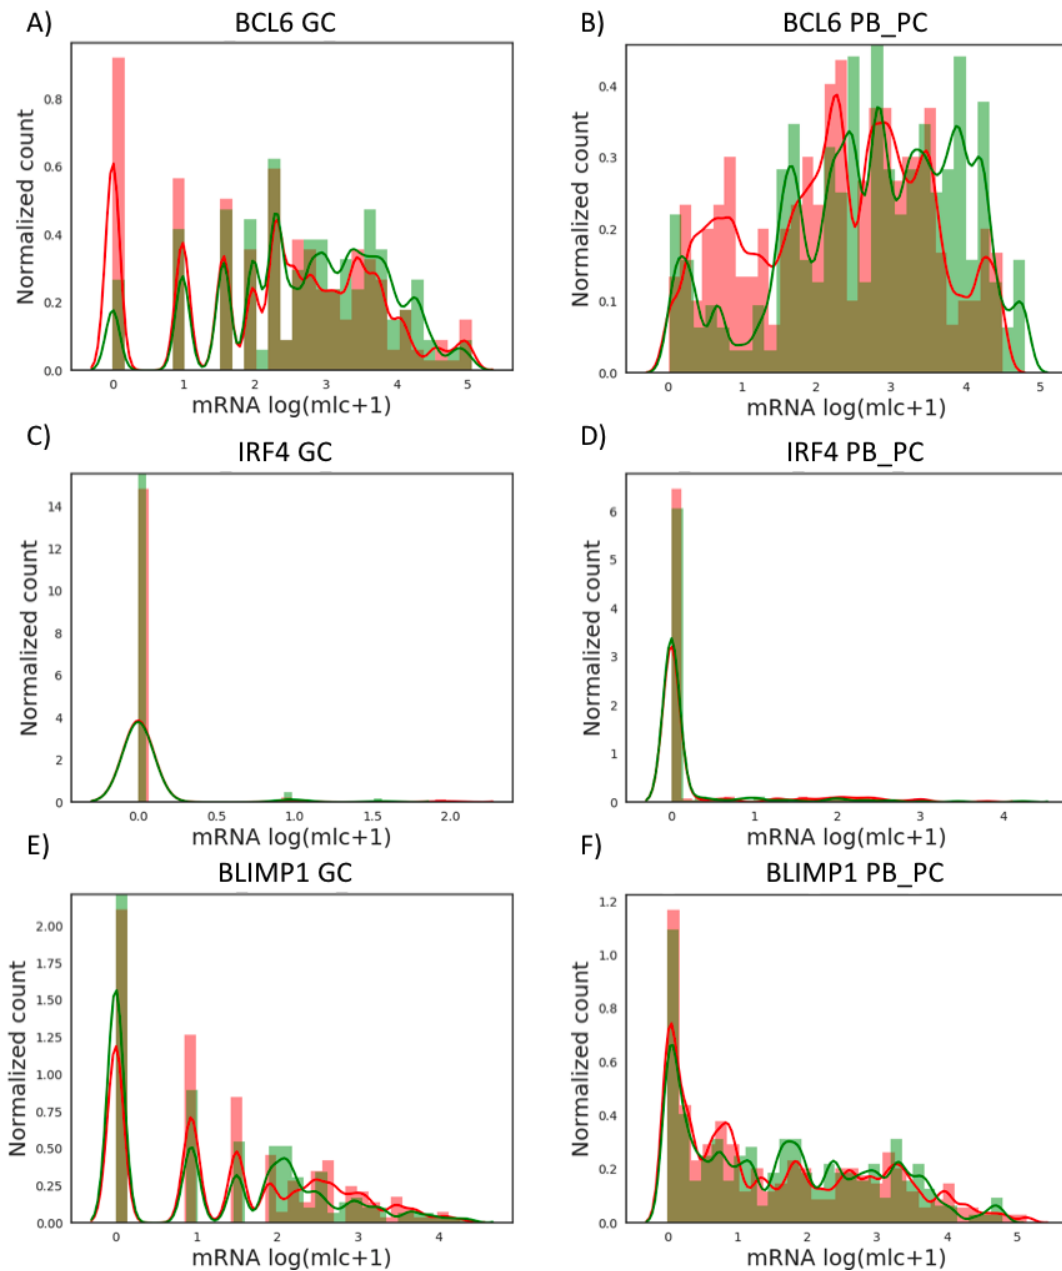 A)
BCL6 GC
Normalized count
0.8
0.6
0.4
0.2
0.0
0 1 2 3 4 5
mRNA log(mlc+1)
B)
BCL6 PB_PC
Normalized count
0.4
0.3
0.2
0.1
0.0
0 1 2 3 4 5
mRNA log(mlc+1)
C)
IRF4 GC
Normalized count
14
12
10
8
6
4
2
0
0.0 0.5 1.0 1.5 2.0
mRNA log(mlc+1)
D)
IRF4 PB_PC
Normalized count
6
5
4
3
2
1
0
0 1 2 3 4
mRNA log(mlc+1)
E)
BLIMP1 GC
Normalized count
2.00
1.75
1.50
1.25
1.00
0.75
0.50
0.25
0.00
0 1 2 3 4
mRNA log(mlc+1)
F)
BLIMP1 PB_PC
Normalized count
1.2
1.0
0.8
0.6
0.4
0.2
0.0
0 1 2 3 4 5
mRNA log(mlc+1)